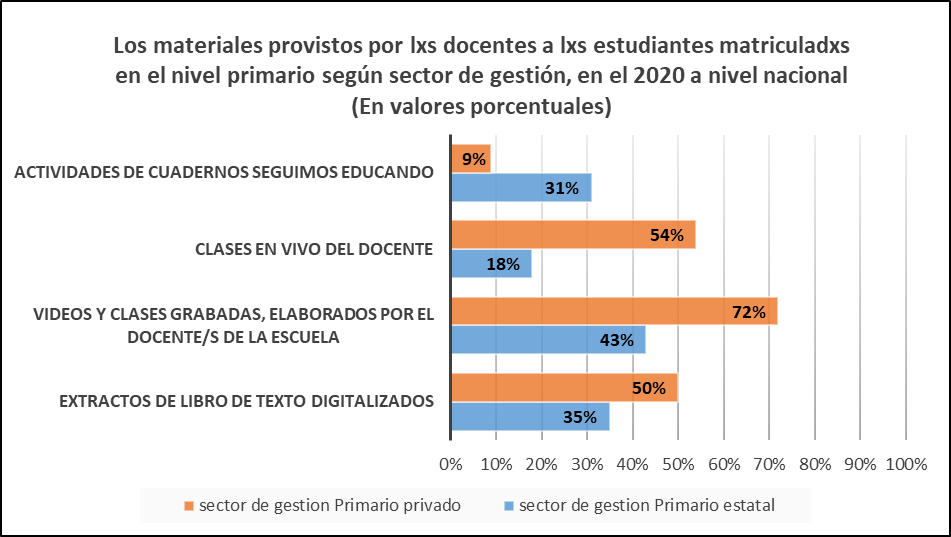 Los materiales provistos por lxs docentes a lxs estudiantes matriculadxs
en el nivel primario según sector de gestión, en el 2020 a nivel nacional
(En valores porcentuales)
ACTIVIDADES DE CUADERNOS SEGUIMOS EDUCANDO
9%
31%
CLASES EN VIVO DEL DOCENTE
54%
18%
VIDEOS Y CLASES GRABADAS, ELABORADOS POR EL
DOCENTE/S DE LA ESCUELA
72%
43%
EXTRACTOS DE LIBRO DE TEXTO DIGITALIZADOS
50%
35%
0% 10% 20% 30% 40% 50% 60% 70% 80% 90% 100%
sector de gestion Primario privado
sector de gestion Primario estatal